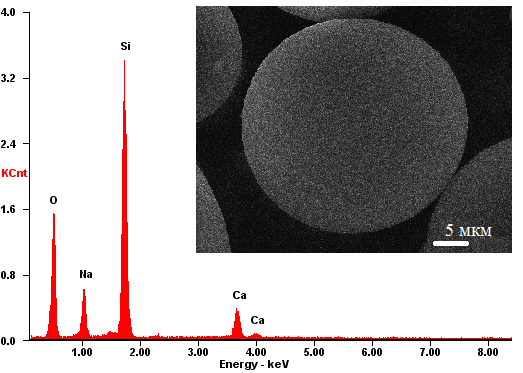 4.0
Si
3.2
2.4
KCnt
O
1.6
5 мкм
Na
0.8
Ca
Ca
0.0
1.00 2.00 3.00 4.00 5.00 6.00 7.00 8.00
Energy - keV